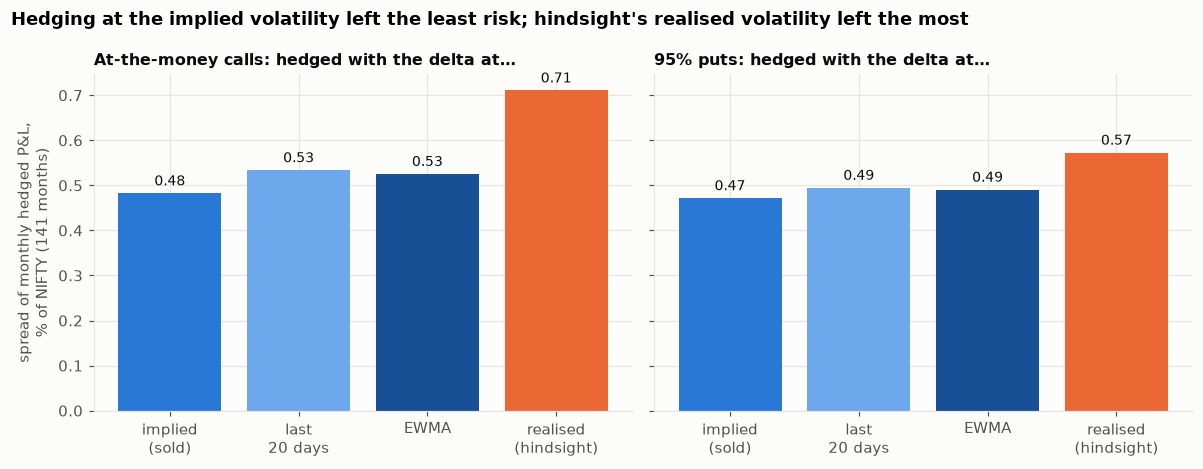 Hedging at the implied volatility left the least risk; hindsight's realised volatility left the most
At-the-money calls: hedged with the delta at…
spread of monthly hedged P&L,
% of NIFTY (141 months)
0.7
0.6
0.5
0.4
0.3
0.2
0.1
0.0
0.48
0.53
0.53
0.71
implied
(sold)
last
20 days
EWMA
realised
(hindsight)
95% puts: hedged with the delta at…
0.47
0.49
0.49
0.57
implied
(sold)
last
20 days
EWMA
realised
(hindsight)